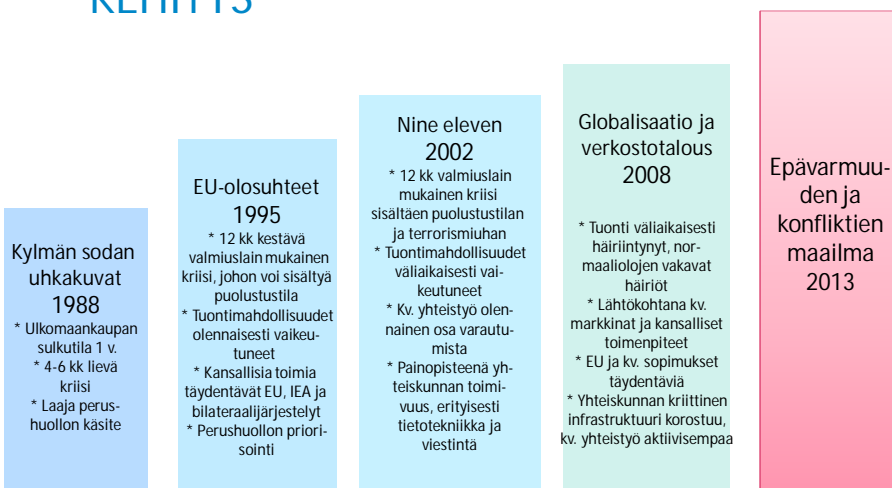 KEHITYS
Kylmän sodan
uhkakuvat
1988
* Ulkomaankaupan
sulkutila 1 v.
* 4-6 kk lievä
kriisi
* Laaja perus-
huollon käsite
EU-olosuhteet
1995
* 12 kk kestävä
valmiuslain mukainen
kriisi, johon voi sisältyä
puolustustila
* Tuontimahdollisuudet
olennaisesti vaikeu-
tuneet
* Kansallisia toimia
täydentävät EU, IEA ja
bilateraalijärjestelyt
* Perushuollon priori-
sointi
Nine eleven
2002
* 12 kk valmiuslain
mukainen kriisi
sisältäen puolustustilan
ja terrorismiuhan
* Tuontimahdollisuudet
väliaikaisesti vai-
keutuneet
* Kv. yhteistyö olen-
nainen osa varautu-
mista
* Painopisteenä yh-
teiskunnan toimi-
vuus, erityisesti
tietotekniikka ja
viestintä
Globalisaatio ja
verkostotalous
2008
* Tuonti väliaikaisesti
häiriintynyt, nor-
maaliolojen vakavat
häiriöt
* Lähtökohtana kv.
markkinat ja kansalliset
toimenpiteet
* EU ja kv. sopimukset
täydentäviä
* Yhteiskunnan kriittinen
infrastruktuuri korostuu,
kv. yhteistyö aktiivisempaa
Epävarmuu-
den ja
konfliktien
maailma
2013